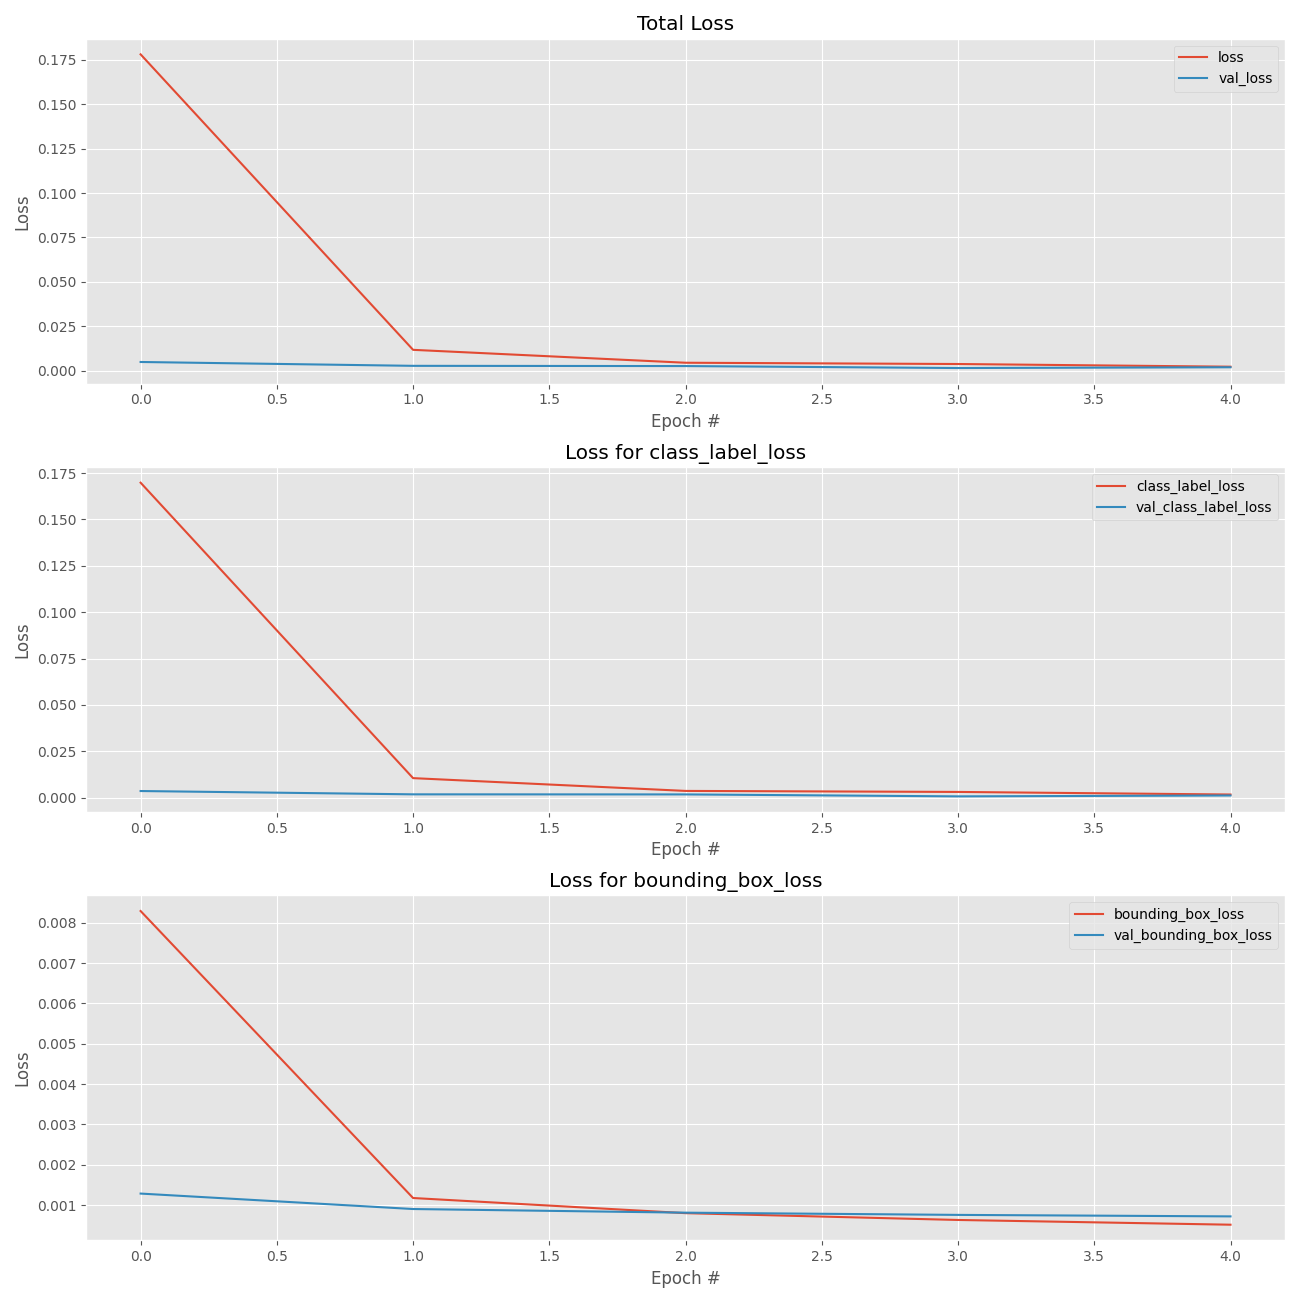 Total Loss
loss
val_loss
0.175
0.150
0.125
0.100
0.075
0.050
0.025
0.000
Loss
0.0 0.5 1.0 1.5 2.0 2.5 3.0 3.5 4.0
Epoch #
Loss for class_label_loss
class_label_loss
val_class_label_loss
0.175
0.150
0.125
0.100
0.075
0.050
0.025
0.000
Loss
0.0 0.5 1.0 1.5 2.0 2.5 3.0 3.5 4.0
Epoch #
Loss for bounding_box_loss
bounding_box_loss
val_bounding_box_loss
0.008
0.007
0.006
0.005
0.004
0.003
0.002
0.001
Loss
0.0 0.5 1.0 1.5 2.0 2.5 3.0 3.5 4.0
Epoch #